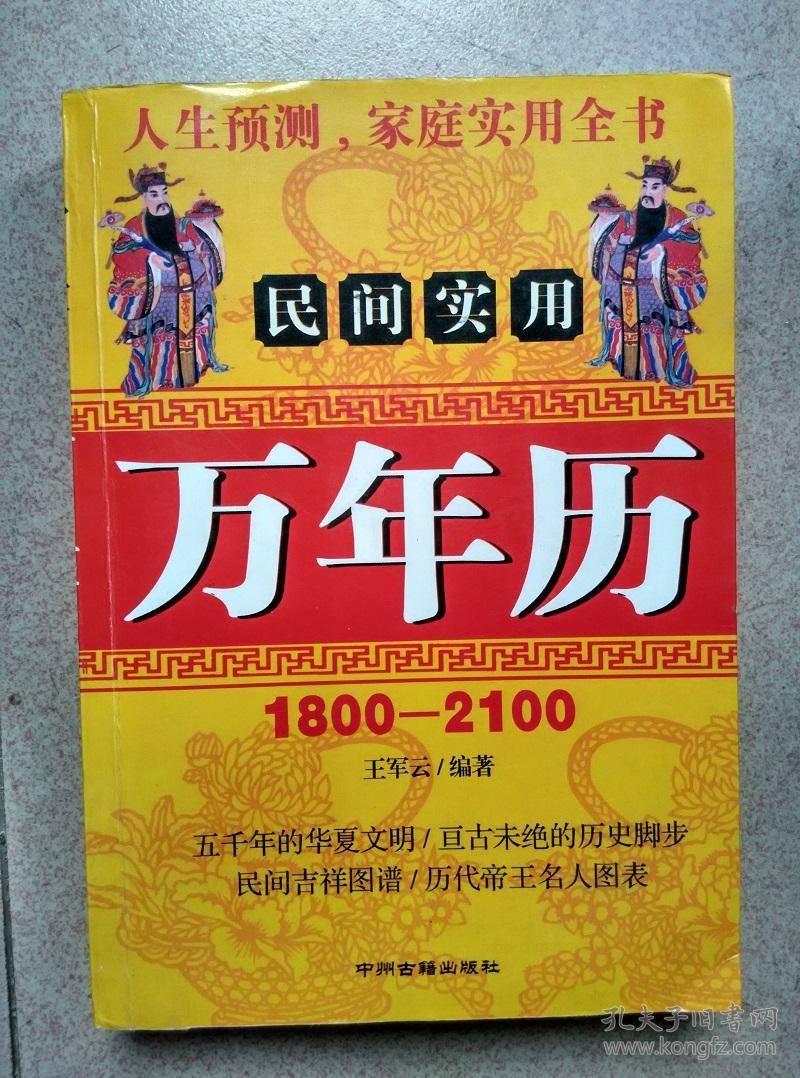 人生预测，家庭实用全书
民间实用
万年历
1800—2100
王军云/编著
五千年的华夏文明/亘古未绝的历史脚步
民间吉祥图谱/历代帝王名人图表
中州古籍出版社
孔夫子旧书网
www.kongfz.com